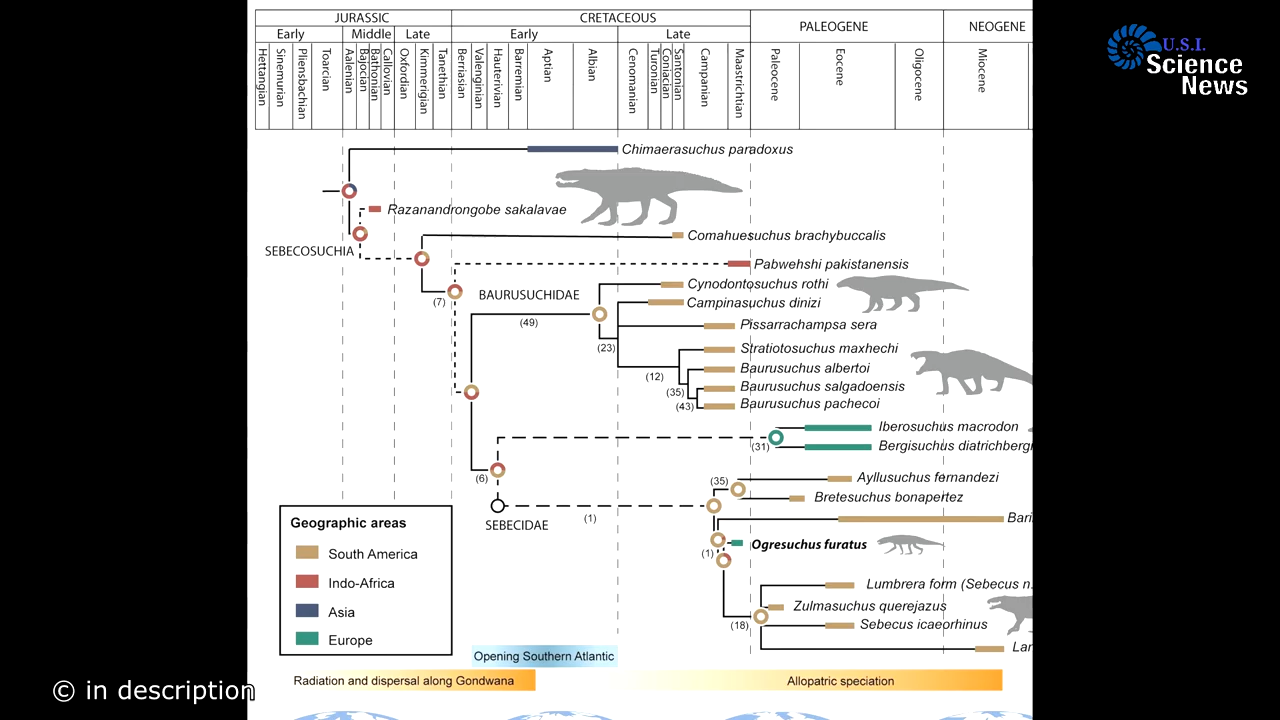 JURASSIC
CRETACEOUS
PALEOGENE
NEOGENE
Early
Middle
Late
Early
Late
Hettangian
Sinemurian
Pliensbachian
Toarcian
Aalenian
Bajocian
Bathonian
Callovian
Oxfordian
Kimmerigian
Tanethian
Berriasian
Valenginian
Hauterivian
Barremian
Aptian
Albian
Cenomanian
Turonian
Coniacian
Santonian
Campanian
Maastrichtian
Paleocene
Eocene
Oligocene
Miocene
U.S.I.
Science
News
Chimaerasuchus paradoxus
Razanandrongobe sakalavae
Comahuesuchus brachybuccalis
SEBECOSUCHIA
Pabwehshi pakistanensis
Cynodontosuchus rothi
BAURUSUCHIDAE
(7)
Campinasuchus dinizi
(49)
Pissarrachampsa sera
(23)
Stratiotosuchus maxhechi
Baurusuchus albertoi
(12)
Baurusuchus salgadoensis
(35)
Baurusuchus pachecoi
(43)
Iberosuchus macrodon
(31)
Bergisuchus diatrichbergi
(6)
Ayllusuchus fernandezi
(35)
Bretesuchus bonapertez
SEBECIDAE
(1)
Bari
Ogresuchus furatus
(1)
Lumbrera form (Sebecus n.
Zulmasuchus querejazus
(18)
Sebecus icaeorhinus
Lan
Geographic areas
South America
Indo-Africa
Asia
Europe
Opening Southern Atlantic
Radiation and dispersal along Gondwana
Allopatric speciation
© in description